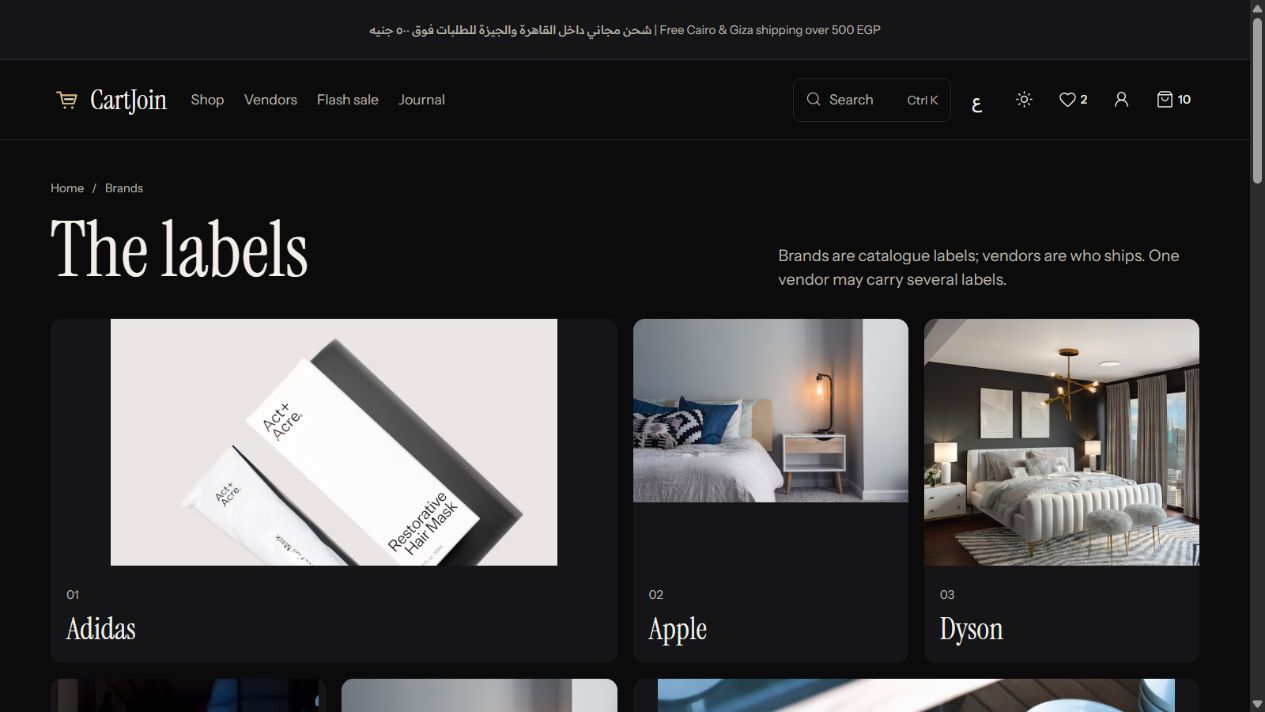 شحن مجاني داخل القاهرة والجيزة للطلبات فوق ٥٠٠ جنيه | Free Cairo & Giza shipping over 500 EGP
CartJoin Shop Vendors Flash sale Journal Search Ctrl K ع 2 10
Home / Brands
The labels
Brands are catalogue labels; vendors are who ships. One
vendor may carry several labels.
Act+
Acre.
Act+
Acre.
Restorative
Hair Mask
01
Adidas
02
Apple
03
Dyson